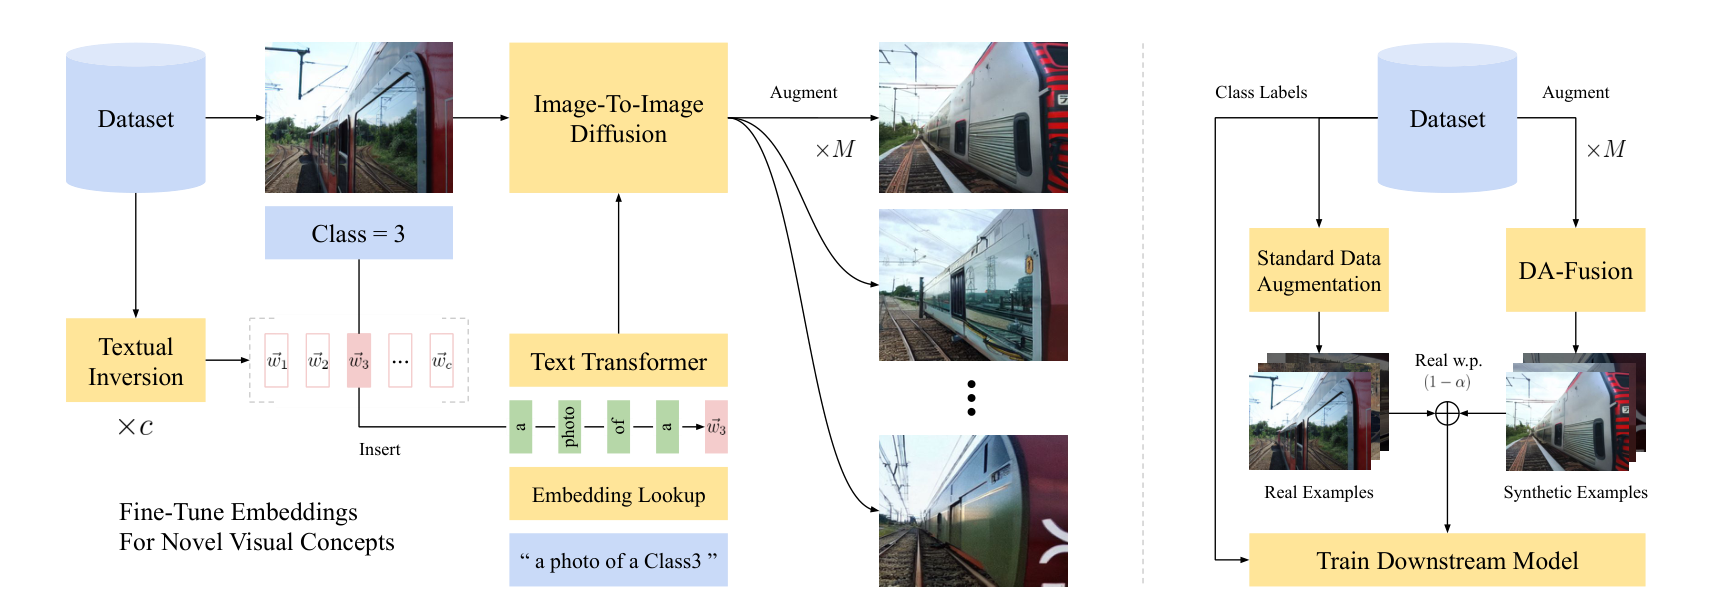 Dataset
Class = 3
Textual
Inversion
×c
w⃗₁ w⃗₂ w⃗₃ ... w⃗c
Insert
Fine-Tune Embeddings
For Novel Visual Concepts
Image-To-Image
Diffusion
Text Transformer
a photo of a w⃗₃
Embedding Lookup
“ a photo of a Class3 ”
Augment
×M
Class Labels
Dataset
Augment
×M
Standard Data
Augmentation
DA-Fusion
Real w.p.
(1 − α)
Real Examples
Synthetic Examples
Train Downstream Model